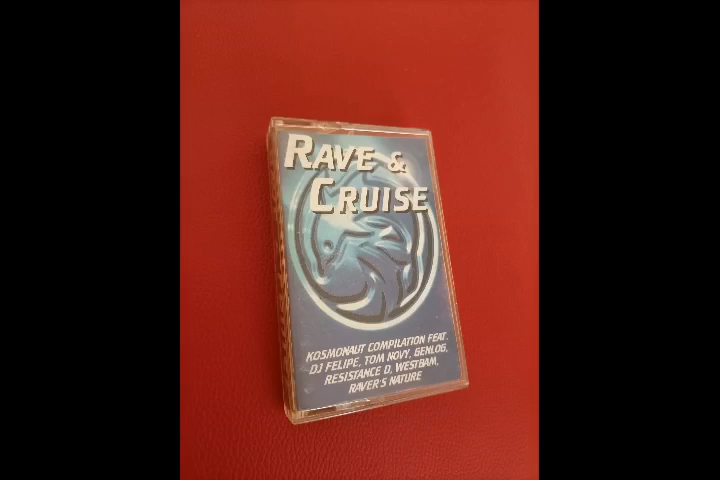 RAVE &
CRUISE
KOSMONAUT COMPILATION FEAT.
DJ FELIPE, TOM NOVY, GENLOG,
RESISTANCE D, WESTBAM,
RAVER'S NATURE